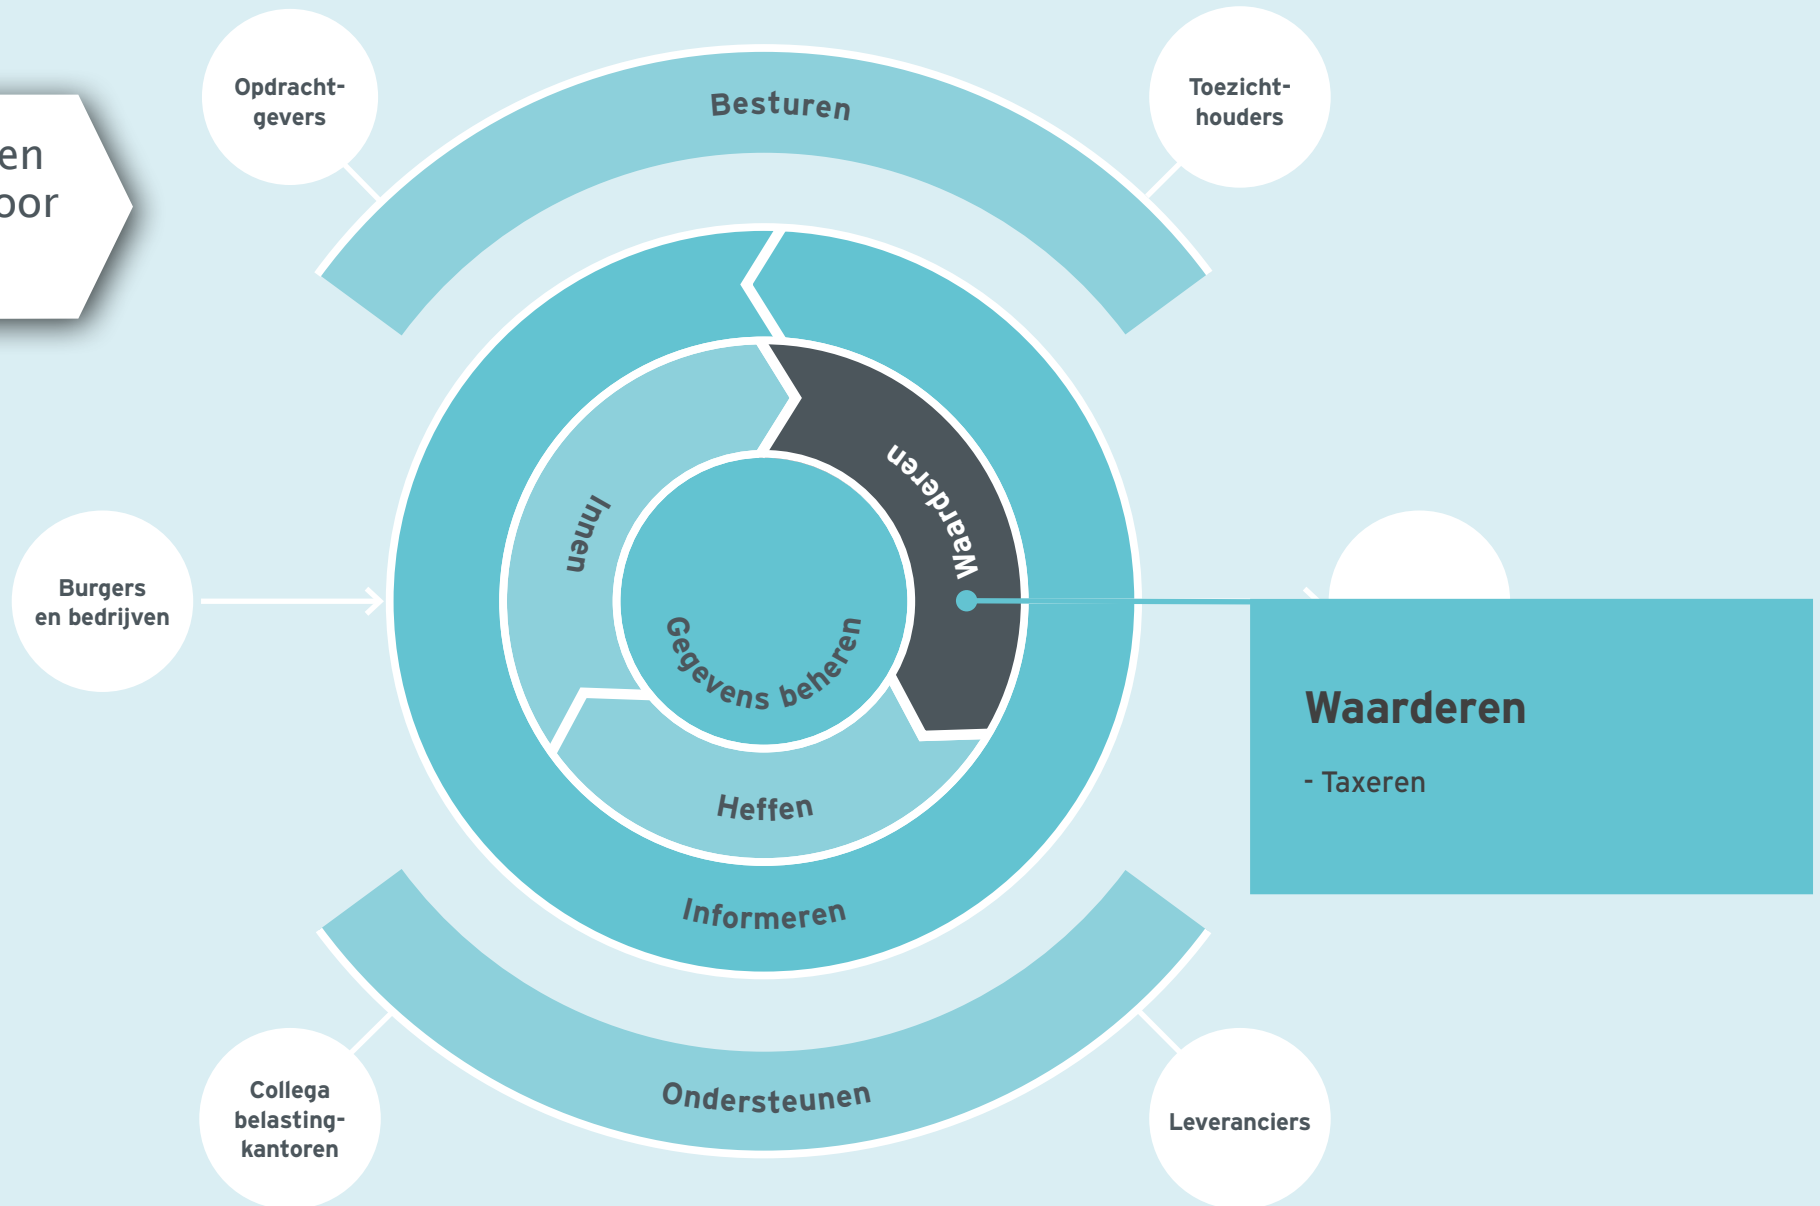 Opdracht-
gevers
Toezicht-
houders
Besturen
en
oor
Waarderen
Innen
Burgers
en bedrijven
Gegevens beheren
Waarderen
- Taxeren
Heffen
Informeren
Ondersteunen
Collega
belasting-
kantoren
Leveranciers